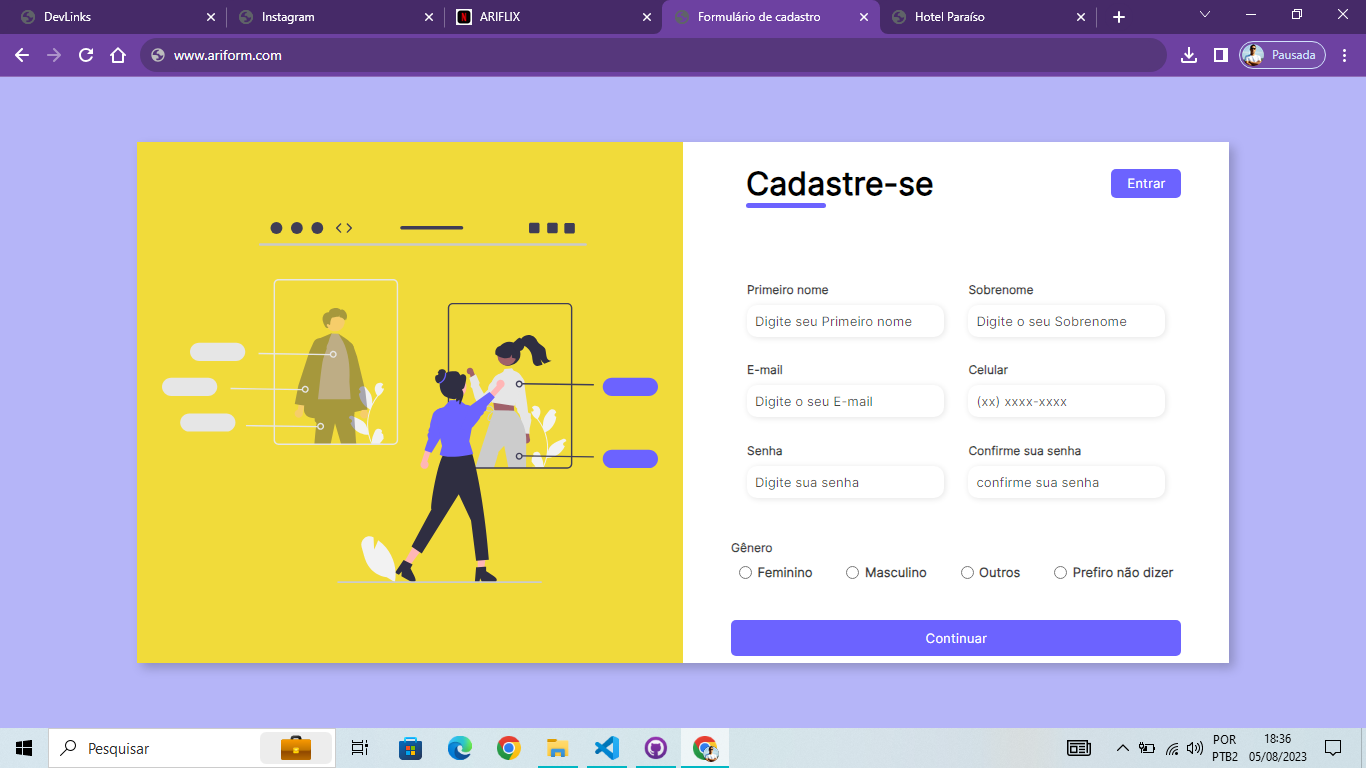 DevLinks
Instagram
ARIFLIX
Formulário de cadastro
Hotel Paraíso
www.ariform.com
Pausada
Cadastre-se
Entrar
Primeiro nome
Sobrenome
Digite seu Primeiro nome
Digite o seu Sobrenome
E-mail
Celular
Digite o seu E-mail
(xx) xxxx-xxxx
Senha
Confirme sua senha
Digite sua senha
confirme sua senha
Gênero
Feminino
Masculino
Outros
Prefiro não dizer
Continuar
Pesquisar
POR
PTB2
18:36
05/08/2023